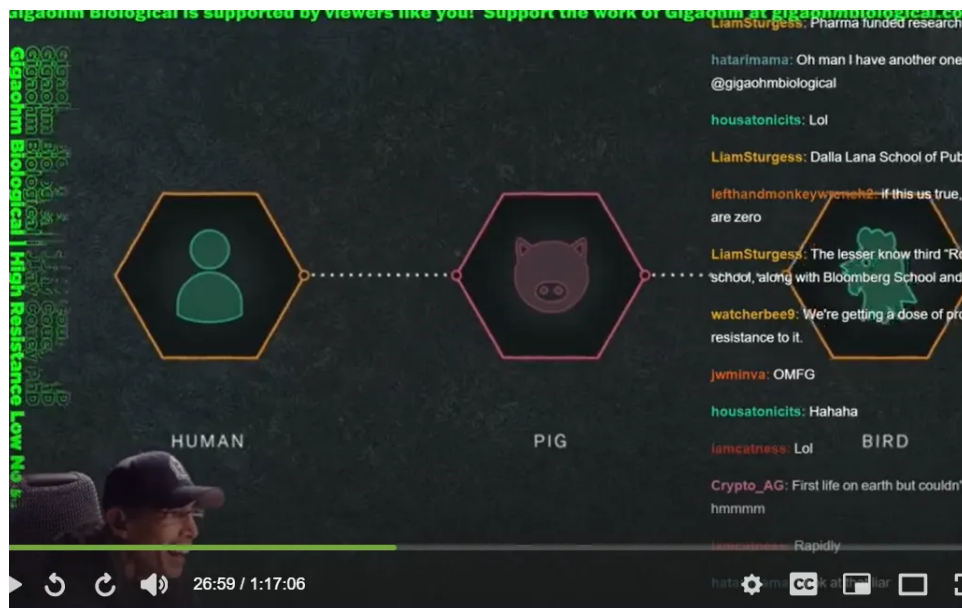 Gigaohm Biological is supported by viewers like you! Support the work of Gigaohm at gigaohmbiological.co
Gigaohm Biological | High Resistance Low No s
LiamSturgess: Pharma funded research
hatarimama: Oh man I have another one
@gigaohmbiological
housatonicits: Lol
LiamSturgess: Dalla Lana School of Pub
lefthandmonkeywrench2: if this us true,
are zero
LiamSturgess: The lesser know third “Ro
school, along with Bloomberg School and
watcherbee9: We're getting a dose of pro
resistance to it.
jwminva: OMFG
housatonicits: Hahaha
iamcatness: Lol
Crypto_AG: First life on earth but couldn'
hmmmm
iamcatness: Rapidly
HUMAN
PIG
BIRD
26:59 / 1:17:06
CC